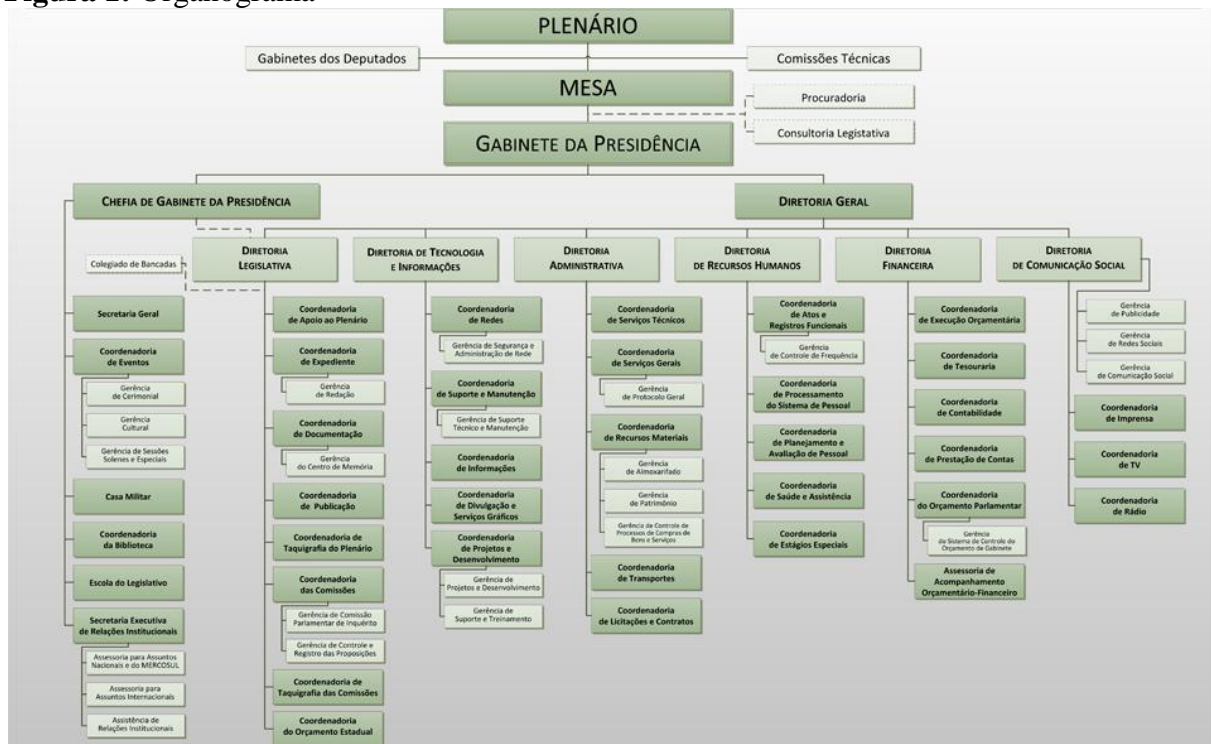 Figura 1: Organograma
PLENÁRIO
Gabinetes dos Deputados
Comissões Técnicas
MESA
Procuradoria
Consultoria Legislativa
GABINETE DA PRESIDÊNCIA
CHEFIA DE GABINETE DA PRESIDÊNCIA
DIRETORIA GERAL
Colegiado de Bancadas
DIRETORIA
LEGISLATIVA
DIRETORIA DE TECNOLOGIA
E INFORMAÇÕES
DIRETORIA
ADMINISTRATIVA
DIRETORIA
DE RECURSOS HUMANOS
DIRETORIA
FINANCEIRA
DIRETORIA
DE COMUNICAÇÃO SOCIAL
Secretaria Geral
Coordenadoria
de Eventos
Gerência
de Cerimonial
Gerência
Cultural
Gerência de Sessões
Solenes e Especiais
Casa Militar
Coordenadoria
da Biblioteca
Escola do Legislativo
Secretaria Executiva
de Relações Institucionais
Assessoria para Assuntos
Nacionais e do MERCOSUL
Assessoria para
Assuntos Internacionais
Assistência de
Relações Institucionais
Coordenadoria
de Apoio ao Plenário
Coordenadoria
de Expediente
Gerência
de Redação
Coordenadoria
de Documentação
Gerência
do Centro de Memória
Coordenadoria
de Publicação
Coordenadoria de
Taquigrafia do Plenário
Coordenadoria
das Comissões
Gerência de Comissão
Parlamentar de Inquérito
Gerência de Controle e
Registro das Proposições
Coordenadoria de
Taquigrafia das Comissões
Coordenadoria
do Orçamento Estadual
Coordenadoria
de Redes
Gerência de Segurança e
Administração de Rede
Coordenadoria
de Suporte e Manutenção
Gerência de Suporte
Técnico e Manutenção
Coordenadoria
de Informações
Coordenadoria
de Divulgação e
Serviços Gráficos
Coordenadoria
de Projetos e
Desenvolvimento
Gerência de
Projetos e Desenvolvimento
Gerência de
Suporte e Treinamento
Coordenadoria
de Serviços Técnicos
Coordenadoria
de Serviços Gerais
Gerência
de Protocolo Geral
Coordenadoria
de Recursos Materiais
Gerência
de Almoxarifado
Gerência
de Patrimônio
Gerência de Controle de
Processos de Compras de
Bens e Serviços
Coordenadoria
de Transportes
Coordenadoria
de Licitações e Contratos
Coordenadoria
de Atos e
Registros Funcionais
Gerência
de Controle de Frequência
Coordenadoria
de Processamento
do Sistema de Pessoal
Coordenadoria
de Planejamento e
Avaliação de Pessoal
Coordenadoria
de Saúde e Assistência
Coordenadoria
de Estágios Especiais
Coordenadoria
de Execução Orçamentária
Coordenadoria
de Tesouraria
Coordenadoria
de Contabilidade
Coordenadoria
de Prestação de Contas
Coordenadoria
do Orçamento Parlamentar
Gerência
de Sistema de Controle do
Orçamento de Gabinete
Assessoria de
Acompanhamento
Orçamentário-Financeiro
Gerência
de Publicidade
Gerência
de Redes Sociais
Gerência
de Comunicação Social
Coordenadoria
de Imprensa
Coordenadoria
de TV
Coordenadoria
de Rádio